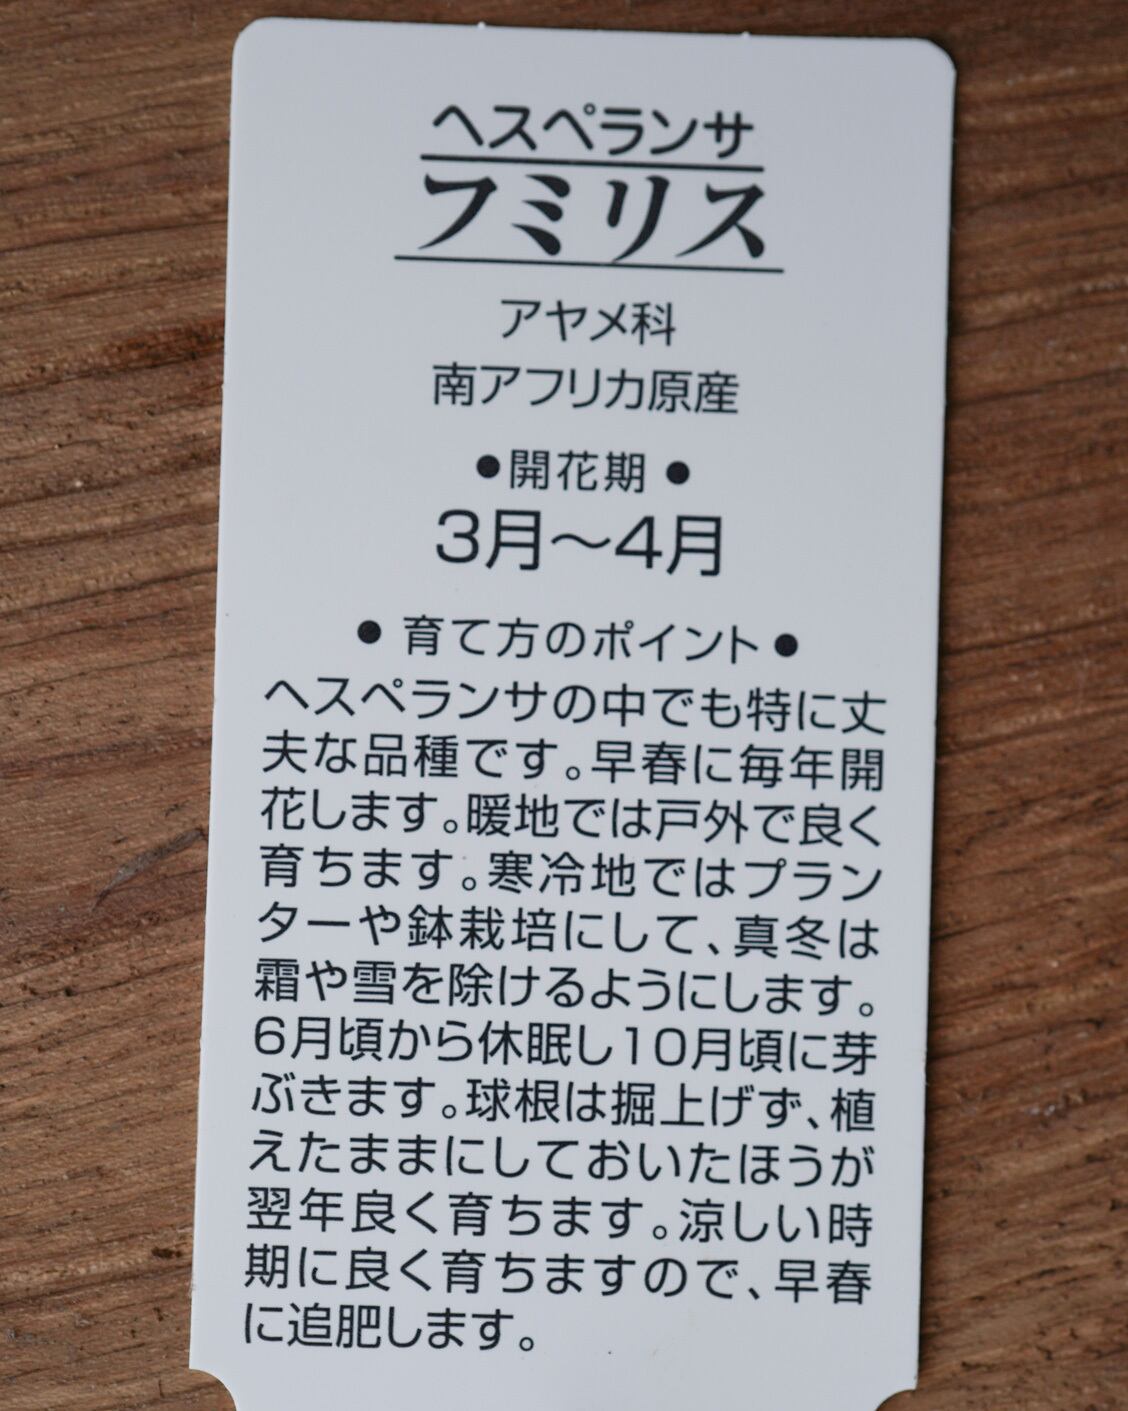 ヘスペランサ
フミリス
アヤメ科
南アフリカ原産
●開花期●
3月〜4月
●育て方のポイント●
ヘスペランサの中でも特に丈
夫な品種です。早春に毎年開
花します。暖地では戸外で良く
育ちます。寒冷地ではプラン
ターや鉢栽培にして、真冬は
霜や雪を除けるようにします。
6月頃から休眠し10月頃に芽
ぶきます。球根は掘上げず、植
えたままにしておいたほうが
翌年良く育ちます。涼しい時
期に良く育ちますので、早春
に追肥します。